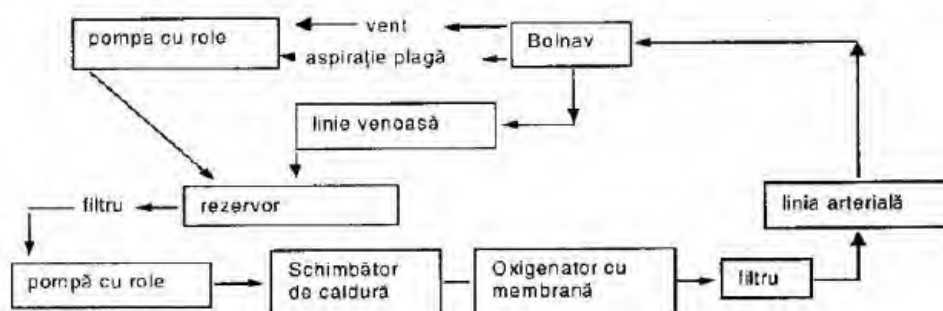 pompa cu role
vent
aspirație plagă
Bolnav
linie venoasă
filtru
rezervor
linia arterială
pompă cu role
Schimbător
de caldură
Oxigenator cu
membrană
filtru